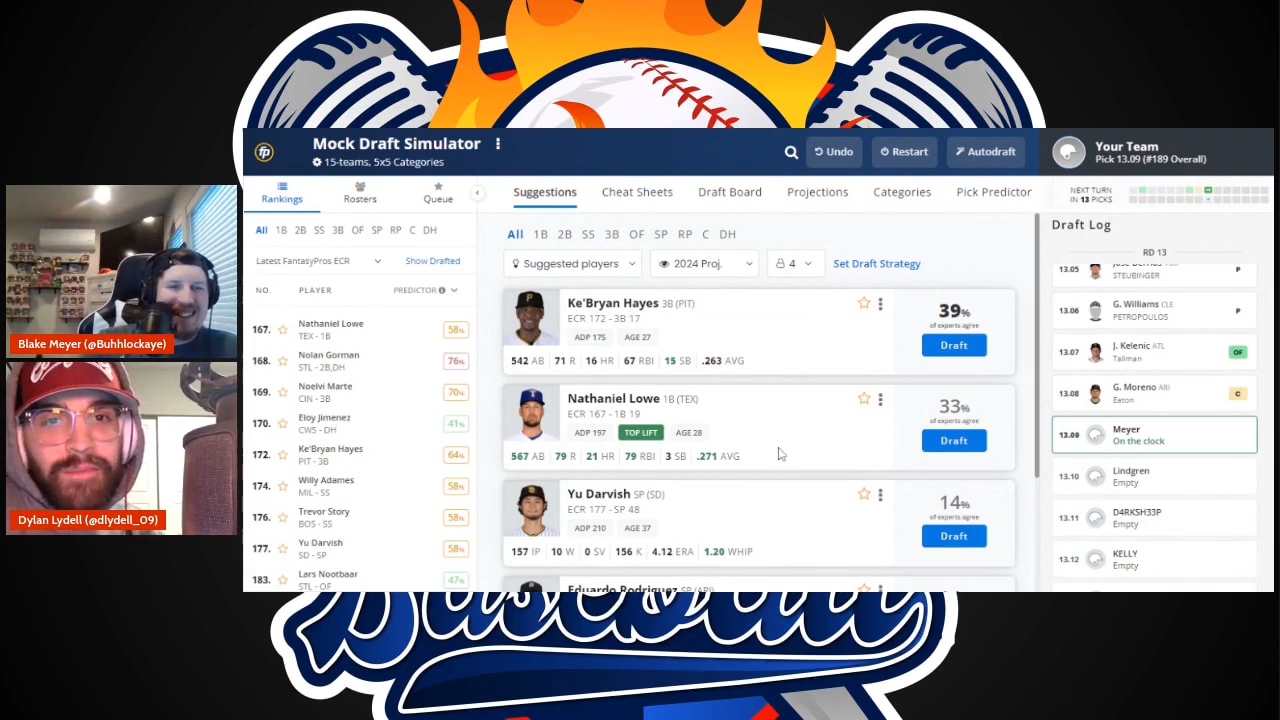 Mock Draft Simulator
15-teams, 5x5 Categories
Undo
Restart
Autodraft
Your Team
Pick 13.09 (#189 Overall)
fp
Rankings
Rosters
Queue
Suggestions
Cheat Sheets
Draft Board
Projections
Categories
Pick Predictor
NEXT TURN
IN 13 PICKS
All 1B 2B SS 3B OF SP RP C DH
Latest FantasyPros ECR
Show Drafted
NO. PLAYER PREDICTOR
167. Nathaniel Lowe 58%
TEX - 1B
168. Nolan Gorman 76%
STL - 2B,DH
169. Noelvi Marte 70%
CIN - 3B
170. Eloy Jimenez 41%
CWS - DH
172. Ke'Bryan Hayes 64%
PIT - 3B
174. Willy Adames 58%
MIL - SS
176. Trevor Story 58%
BOS - SS
177. Yu Darvish 58%
SD - SP
183. Lars Nootbaar 47%
STL - OF
All 1B 2B SS 3B OF SP RP C DH
Suggested players
2024 Proj.
4
Set Draft Strategy
Ke'Bryan Hayes 3B (PIT)
ECR 172 - 3B 17
ADP 175 AGE 27
542 AB 71 R 16 HR 67 RBI 15 SB .263 AVG
39%
of experts agree
Draft
Nathaniel Lowe 1B (TEX)
ECR 167 - 1B 19
ADP 197 TOP LIFT AGE 28
567 AB 79 R 21 HR 79 RBI 3 SB .271 AVG
33%
of experts agree
Draft
Yu Darvish SP (SD)
ECR 177 - SP 48
ADP 210 AGE 37
157 IP 10 W 0 SV 156 K 4.12 ERA 1.20 WHIP
14%
of experts agree
Draft
Eduardo Rodriguez SP (ARI)
Draft Log
RD 13
13.05
STEUBINGER
P
13.06 G. Williams CLE
PETROPOULOS
P
13.07 J. Kelenic ATL
Tallman
OF
13.08 G. Moreno ARI
Eaton
C
13.09 Meyer
On the clock
13.10 Lindgren
Empty
13.11 D4RKSH33P
Empty
13.12 KELLY
Empty
Blake Meyer (@Buhhlockaye)
Dylan Lydell (@dlydell_09)
Baseball